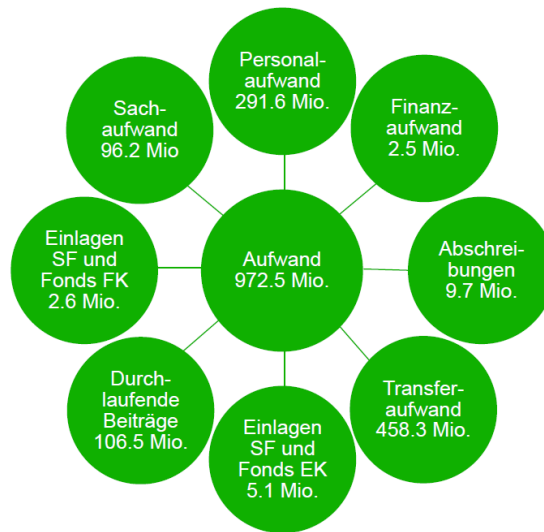 Personal-
aufwand
291.6 Mio.
Finanz-
aufwand
2.5 Mio.
Abschrei-
bungen
9.7 Mio.
Transfer-
aufwand
458.3 Mio.
Einlagen
SF und
Fonds EK
5.1 Mio.
Durch-
laufende
Beiträge
106.5 Mio.
Einlagen
SF und
Fonds FK
2.6 Mio.
Sach-
aufwand
96.2 Mio
Aufwand
972.5 Mio.